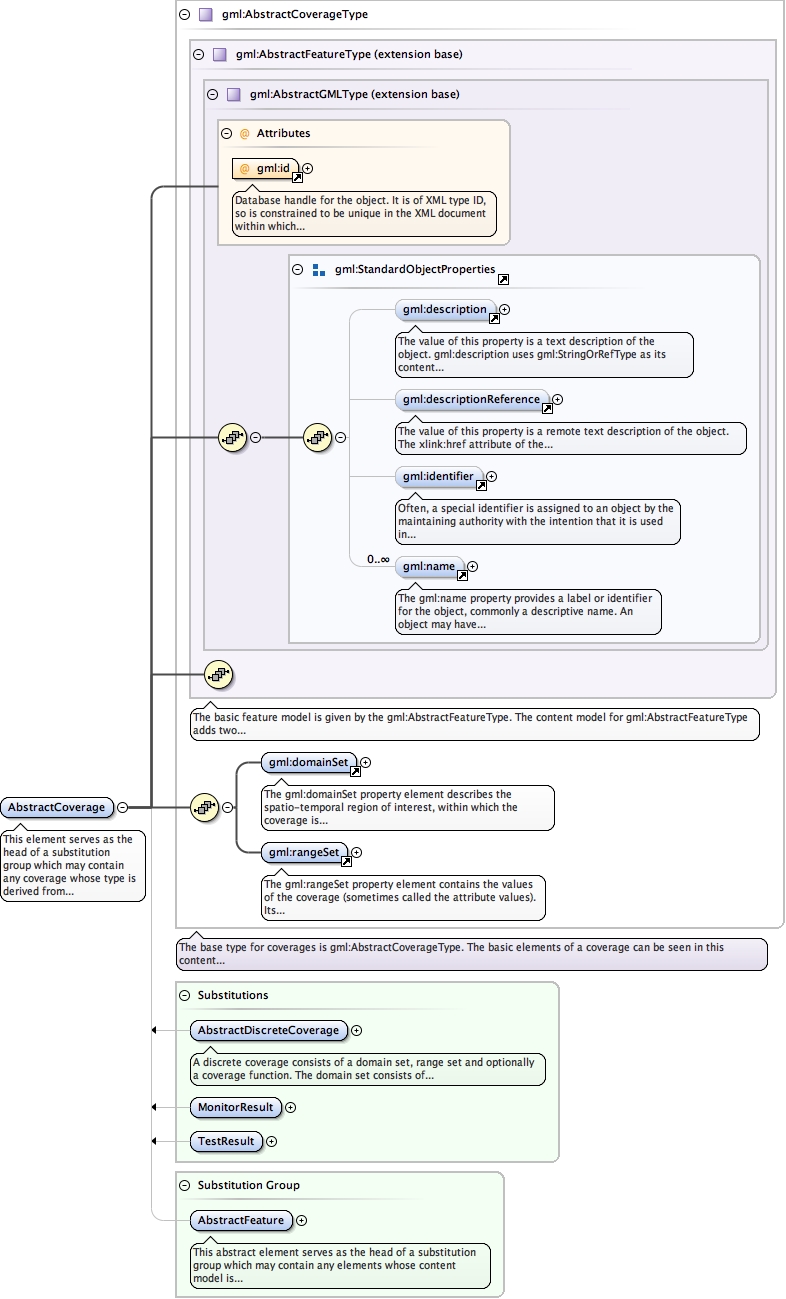 gml:AbstractCoverageType
gml:AbstractFeatureType (extension base)
gml:AbstractGMLType (extension base)
@ Attributes
@ gml:id
Database handle for the object. It is of XML type ID,
so is constrained to be unique in the XML document
within which...
gml:StandardObjectProperties
gml:description
The value of this property is a text description of the
object. gml:description uses gml:StringOrRefType as its
content...
gml:descriptionReference
The value of this property is a remote text description of the object.
The xlink:href attribute of the...
gml:identifier
Often, a special identifier is assigned to an object by the
maintaining authority with the intention that it is used
in...
0..∞
gml:name
The gml:name property provides a label or identifier
for the object, commonly a descriptive name. An
object may have...
The basic feature model is given by the gml:AbstractFeatureType. The content model for gml:AbstractFeatureType
adds two...
gml:domainSet
The gml:domainSet property element describes the
spatio-temporal region of interest, within which the
coverage is...
AbstractCoverage
This element serves as the
head of a substitution
group which may contain
any coverage whose type is
derived from...
gml:rangeSet
The gml:rangeSet property element contains the values
of the coverage (sometimes called the attribute values).
Its...
The base type for coverages is gml:AbstractCoverageType. The basic elements of a coverage can be seen in this
content...
Substitutions
AbstractDiscreteCoverage
A discrete coverage consists of a domain set, range set and optionally
a coverage function. The domain set consists of...
MonitorResult
TestResult
Substitution Group
AbstractFeature
This abstract element serves as the head of a substitution
group which may contain any elements whose content
model is...